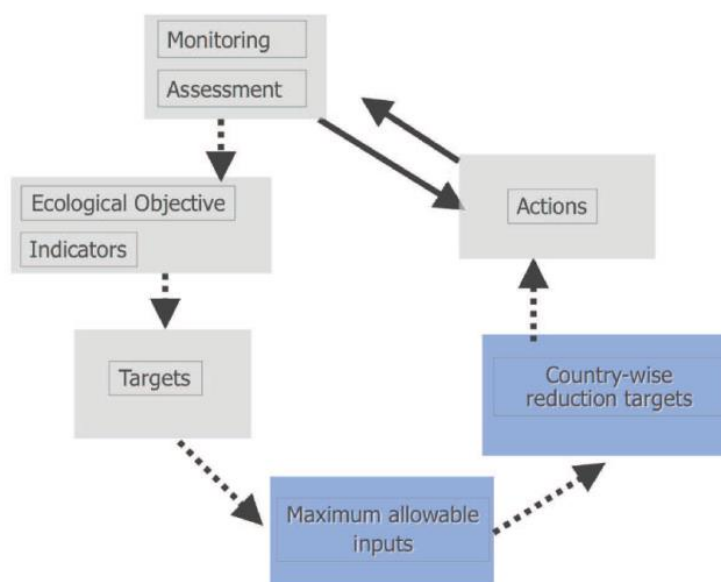 Monitoring
Assessment
Ecological Objective
Indicators
Actions
Targets
Country-wise
reduction targets
Maximum allowable
inputs